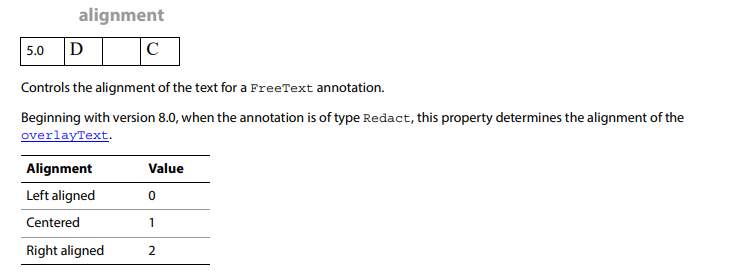 alignment
5.0 D C
Controls the alignment of the text for a FreeText annotation.
Beginning with version 8.0, when the annotation is of type Redact, this property determines the alignment of the
overlayText.
Alignment Value
Left aligned 0
Centered 1
Right aligned 2